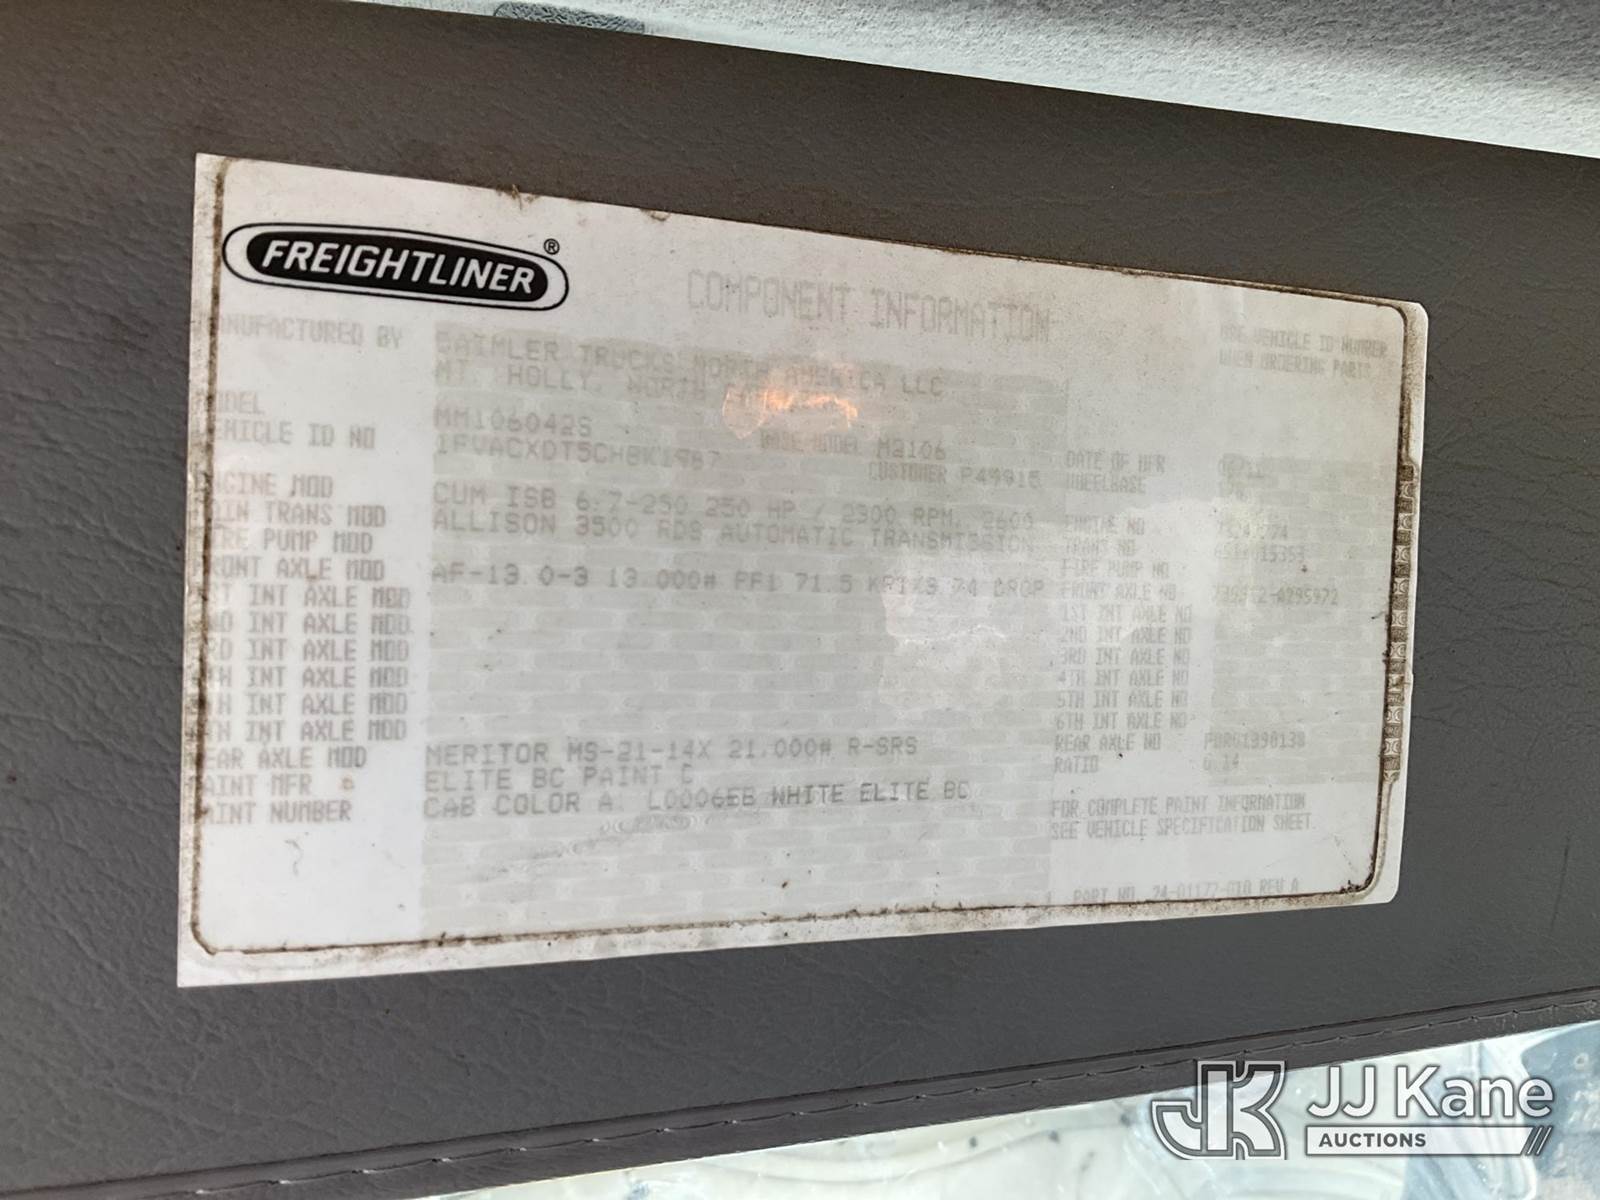 FREIGHTLINER®
COMPONENT INFORMATION
USE VEHICLE ID NUMBER
WHEN ORDERING PARTS
MANUFACTURED BY DAIMLER TRUCKS NORTH AMERICA LLC
MT. HOLLY, NORTH
MODEL MM106042S
BASE MODEL M2106
VEHICLE ID NO 1FVACXDT5CHBK1987
CUSTOMER P49915
DATE OF MFR
WHEELBASE
ENGINE MOD CUM ISB 6.7-250 250 HP / 2300 RPM, 2600
ENGINE NO
MAIN TRANS MOD ALLISON 3500 RDS AUTOMATIC TRANSMISSION
TRANS NO
FIRE PUMP MOD
FIRE PUMP NO
FRONT AXLE MOD AF-13.0-3 13,000# FF1 71.5 DROP
FRONT AXLE NO
1ST INT AXLE MOD
1ST INT AXLE NO
2ND INT AXLE MOD
2ND INT AXLE NO
3RD INT AXLE MOD
3RD INT AXLE NO
4TH INT AXLE MOD
4TH INT AXLE NO
5TH INT AXLE MOD
5TH INT AXLE NO
6TH INT AXLE MOD
6TH INT AXLE NO
REAR AXLE MOD MERITOR MS-21-14X 21,000# R-SRS
REAR AXLE NO
PAINT MFR ELITE BC PAINT C
RATIO 6.14
PAINT NUMBER CAB COLOR A: L0006EB WHITE ELITE BC
FOR COMPLETE PAINT INFORMATION
SEE VEHICLE SPECIFICATION SHEET
PART NO. 24-01177-010 REV A
JK JJ Kane
AUCTIONS